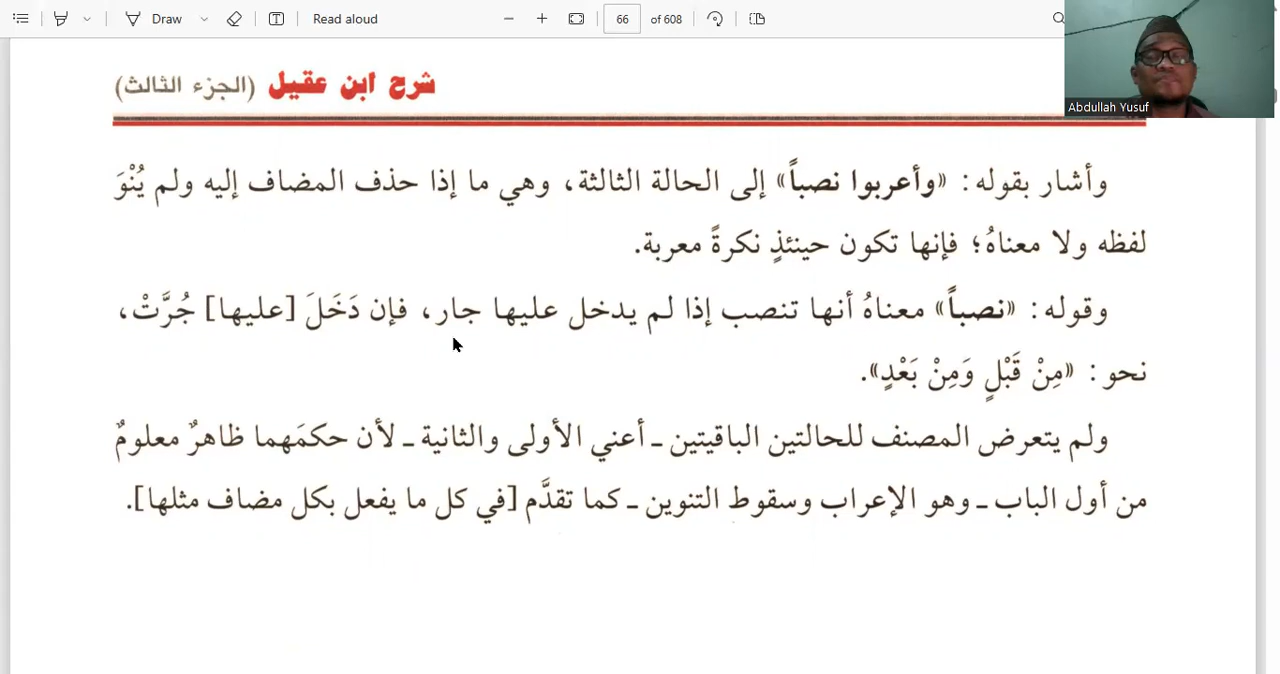 Draw
Read aloud
66 of 608
Abdullah Yusuf
شرح ابن عقيل (الجزء الثالث)
وأشار بقوله: «وأعربوا نصباً» إلى الحالة الثالثة، وهي ما إذا حذف المضاف إليه ولم يُنْوَ
لفظه ولا معناهُ؛ فإنها تكون حينئذٍ نكرةً معربة.
وقوله: «نصباً» معناهُ أنها تنصب إذا لم يدخل عليها جار، فإن دَخَلَ [عليها] جُرَّتْ،
نحو: «مِنْ قَبْلٍ وَمِنْ بَعْدٍ».
ولم يتعرض المصنف للحالتين الباقيتين ـ أعني الأولى والثانية ـ لأن حكمَهما ظاهرٌ معلومٌ
من أول الباب ـ وهو الإعراب وسقوط التنوين ـ كما تقدَّم [في كل ما يفعل بكل مضاف مثلها].